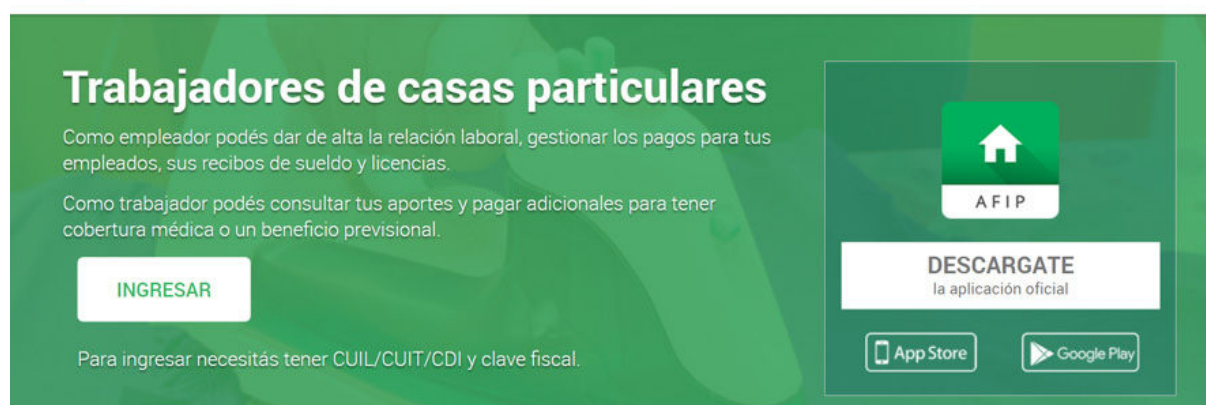 Trabajadores de casas particulares
Como empleador podés dar de alta la relación laboral, gestionar los pagos para tus
empleados, sus recibos de sueldo y licencias.
Como trabajador podés consultar tus aportes y pagar adicionales para tener
cobertura médica o un beneficio previsional.
INGRESAR
Para ingresar necesitás tener CUIL/CUIT/CDI y clave fiscal.
AFIP
DESCARGATE
la aplicación oficial
App Store
Google Play